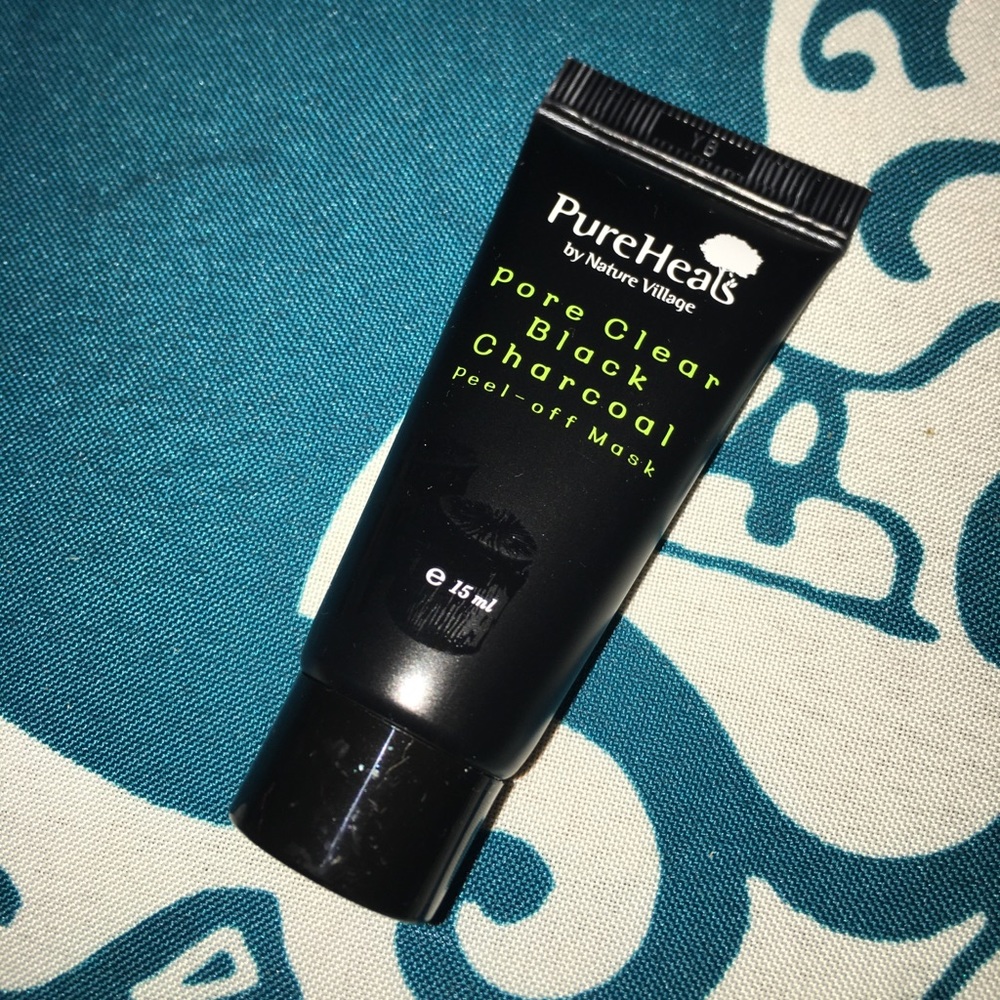 PureHeals
by Nature Village
Pore Clear
Black
Charcoal
Peel-off Mask
e 15 ml